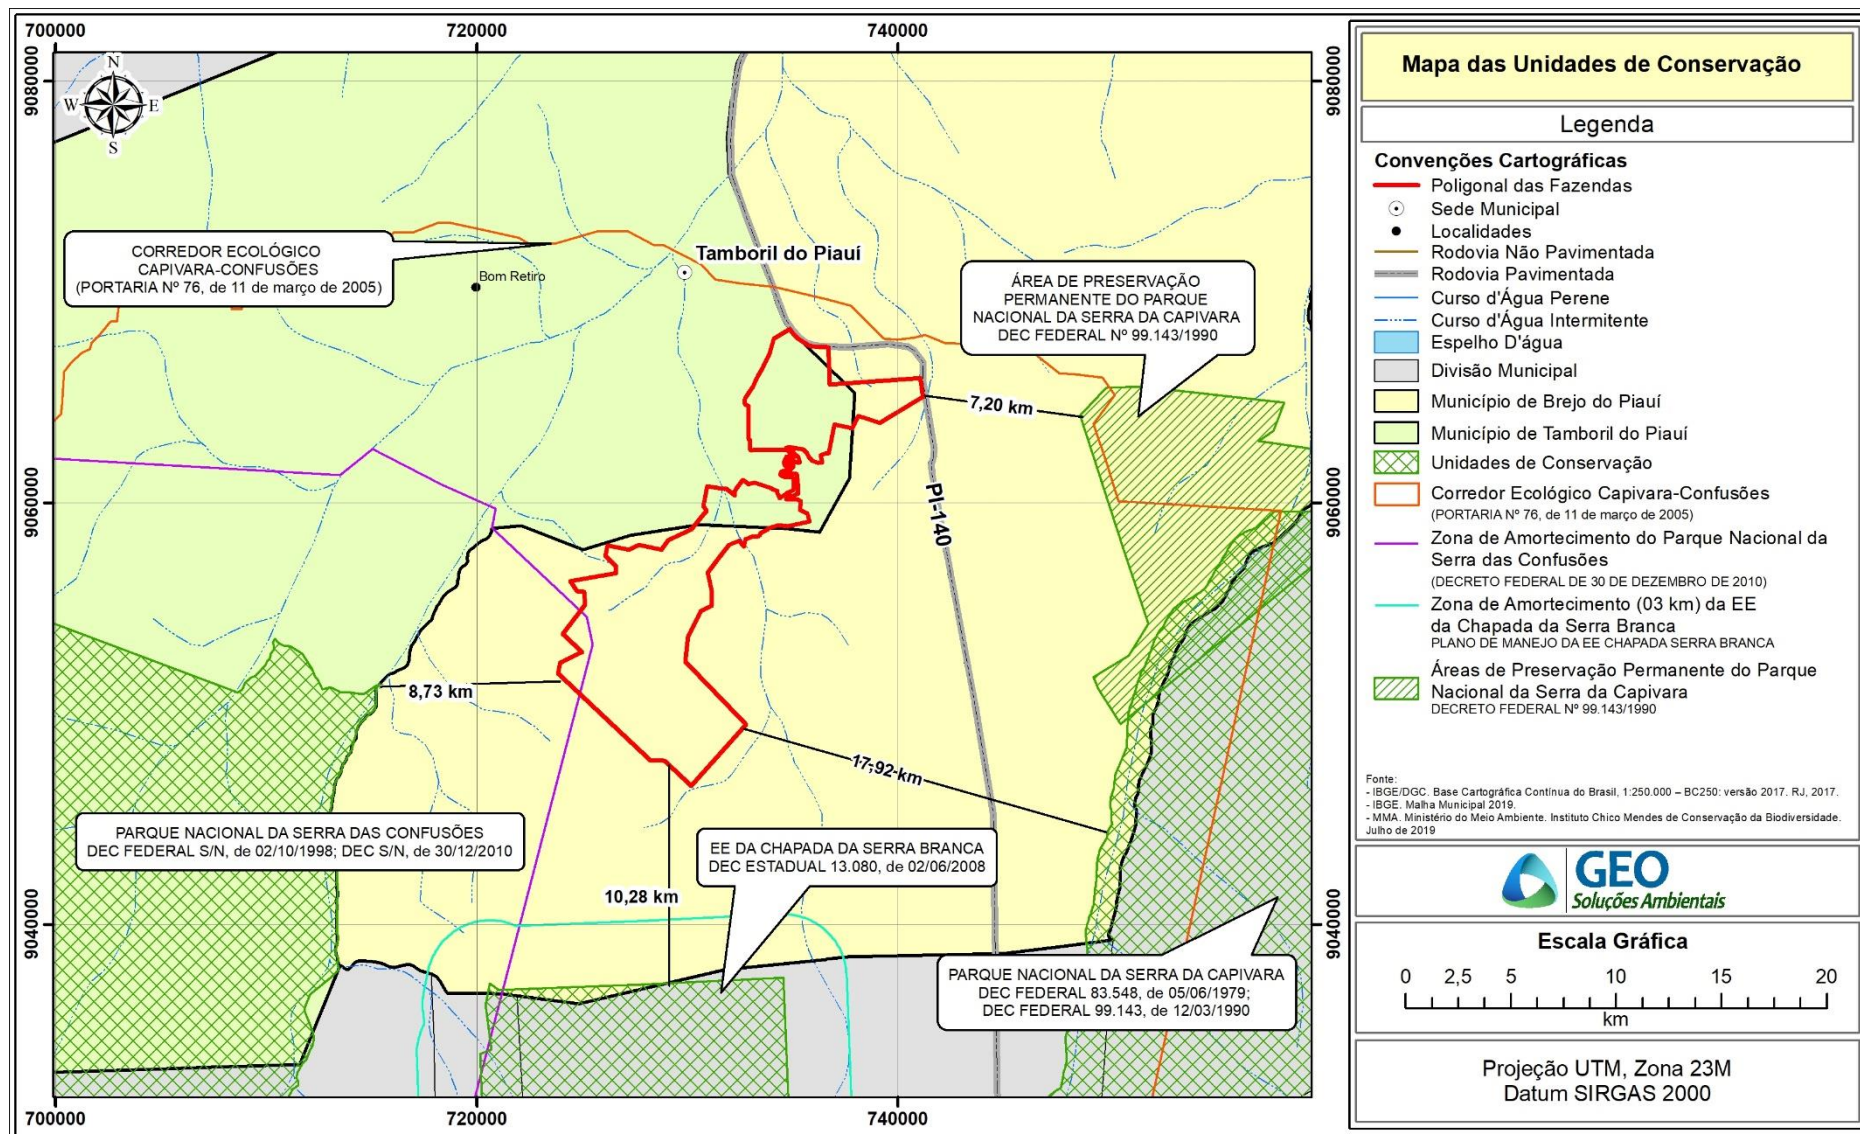 700000
720000
740000
9080000
9080000
N
W
E
S
CORREDOR ECOLÓGICO
CAPIVARA-CONFUSÕES
(PORTARIA Nº 76, de 11 de março de 2005)
Bom Retiro
Tamboril do Piauí
ÁREA DE PRESERVAÇÃO
PERMANENTE DO PARQUE
NACIONAL DA SERRA DA CAPIVARA
DEC FEDERAL Nº 99.143/1990
7,20 km
9060000
9060000
PI-140
8,73 km
17,92 km
PARQUE NACIONAL DA SERRA DAS CONFUSÕES
DEC FEDERAL S/N, de 02/10/1998; DEC S/N, de 30/12/2010
EE DA CHAPADA DA SERRA BRANCA
DEC ESTADUAL 13.080, de 02/06/2008
10,28 km
9040000
9040000
PARQUE NACIONAL DA SERRA DA CAPIVARA
DEC FEDERAL 83.548, de 05/06/1979;
DEC FEDERAL 99.143, de 12/03/1990
700000
720000
740000
Mapa das Unidades de Conservação
Legenda
Convenções Cartográficas
Poligonal das Fazendas
Sede Municipal
Localidades
Rodovia Não Pavimentada
Rodovia Pavimentada
Curso d'Água Perene
Curso d'Água Intermitente
Espelho D'água
Divisão Municipal
Município de Brejo do Piauí
Município de Tamboril do Piauí
Unidades de Conservação
Corredor Ecológico Capivara-Confusões
(PORTARIA Nº 76, de 11 de março de 2005)
Zona de Amortecimento do Parque Nacional da
Serra das Confusões
(DECRETO FEDERAL DE 30 DE DEZEMBRO DE 2010)
Zona de Amortecimento (03 km) da EE
da Chapada da Serra Branca
PLANO DE MANEJO DA EE CHAPADA SERRA BRANCA
Áreas de Preservação Permanente do Parque
Nacional da Serra da Capivara
DECRETO FEDERAL Nº 99.143/1990
Fonte:
- IBGE/DGC. Base Cartográfica Contínua do Brasil, 1:250.000 – BC250: versão 2017. RJ, 2017.
- IBGE. Malha Municipal 2019.
- MMA. Ministério do Meio Ambiente. Instituto Chico Mendes de Conservação da Biodiversidade.
Julho de 2019
GEO
Soluções Ambientais
Escala Gráfica
0 2,5 5 10 15 20
km
Projeção UTM, Zona 23M
Datum SIRGAS 2000